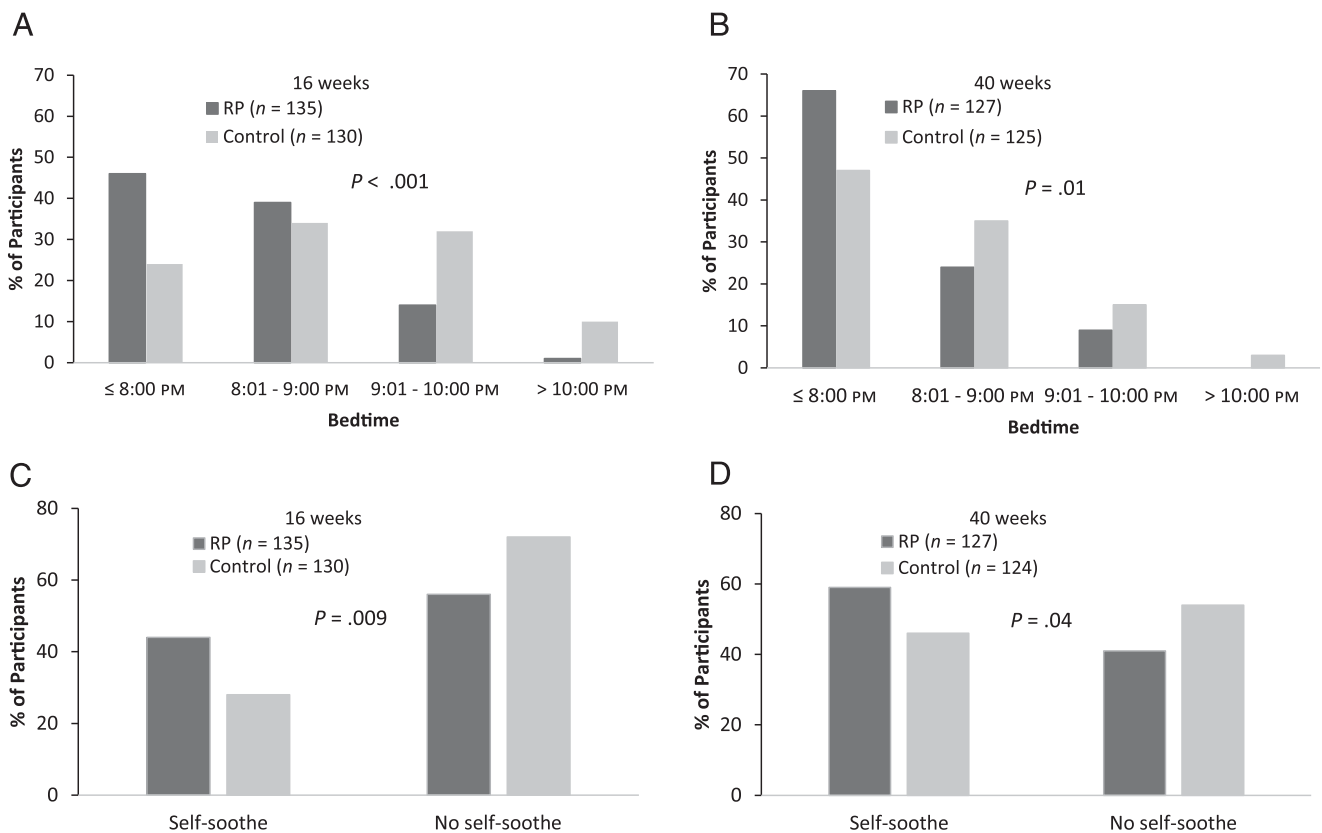 A
70
60
50
40
30
20
10
0
% of Participants
16 weeks
RP (n = 135)
Control (n = 130)
P < .001
≤ 8:00 PM
8:01 - 9:00 PM
9:01 - 10:00 PM
> 10:00 PM
Bedtime
B
70
60
50
40
30
20
10
0
% of Participants
40 weeks
RP (n = 127)
Control (n = 125)
P = .01
≤ 8:00 PM
8:01 - 9:00 PM
9:01 - 10:00 PM
> 10:00 PM
Bedtime
C
80
60
40
20
0
% of Participants
16 weeks
RP (n = 135)
Control (n = 130)
P = .009
Self-soothe
No self-soothe
D
80
60
40
20
0
% of Participants
40 weeks
RP (n = 127)
Control (n = 124)
P = .04
Self-soothe
No self-soothe